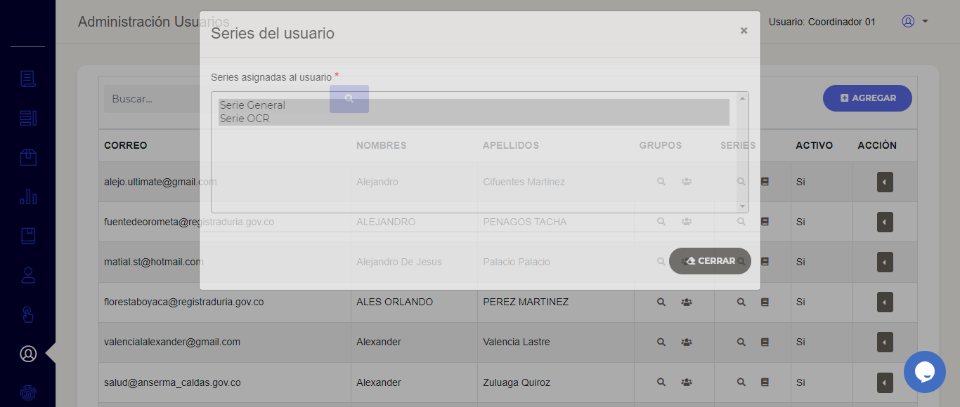 Administración Usuarios
Usuario: Coordinador 01
Series del usuario
×
Series asignadas al usuario *
Buscar...
AGREGAR
Serie General
Serie OCR
CORREO NOMBRES APELLIDOS GRUPOS SERIES ACTIVO ACCIÓN
alejo.ultimate@gmail.com Alejandro Cifuentes Martinez Si
fuentedeorometa@registraduria.gov.co ALEJANDRO PENAGOS TACHA Si
matial.st@hotmail.com Alejandro De Jesus Palacio Palacio Si
CERRAR
florestaboyaca@registraduria.gov.co ALES ORLANDO PEREZ MARTINEZ Si
valencialalexander@gmail.com Alexander Valencia Lastre Si
salud@anserma_caldas.gov.co Alexander Zuluaga Quiroz Si